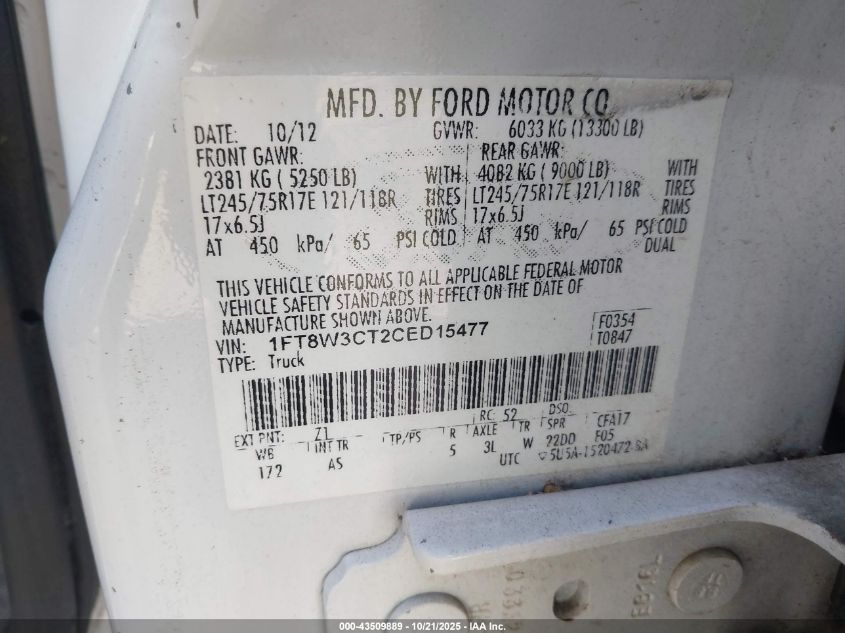 MFD. BY FORD MOTOR CO
DATE: 10/12 GVWR: 6033 KG (13300 LB)
FRONT GAWR: REAR GAWR:
2381 KG ( 5250 LB) WITH 4082 KG ( 9000 LB) WITH
LT245/75R17E 121/118R TIRES LT245/75R17E 121/118R TIRES
17x6.5J RIMS 17x6.5J RIMS
AT 450 kPa/ 65 PSI COLD AT 450 kPa/ 65 PSI COLD
DUAL
THIS VEHICLE CONFORMS TO ALL APPLICABLE FEDERAL MOTOR
VEHICLE SAFETY STANDARDS IN EFFECT ON THE DATE OF
MANUFACTURE SHOWN ABOVE.
VIN: 1FT8W3CT2CED15477 F0354
TYPE: Truck T0847
EXT PNT: Z1 RC: 52 DSO:
WB INT TR TP/PS R AXLE TR SPR CFA17
172 AS 5 3L W 22DD F05
UTC 5U5A-1520472-BA
000-43509889 - 10/21/2025 - IAA Inc.